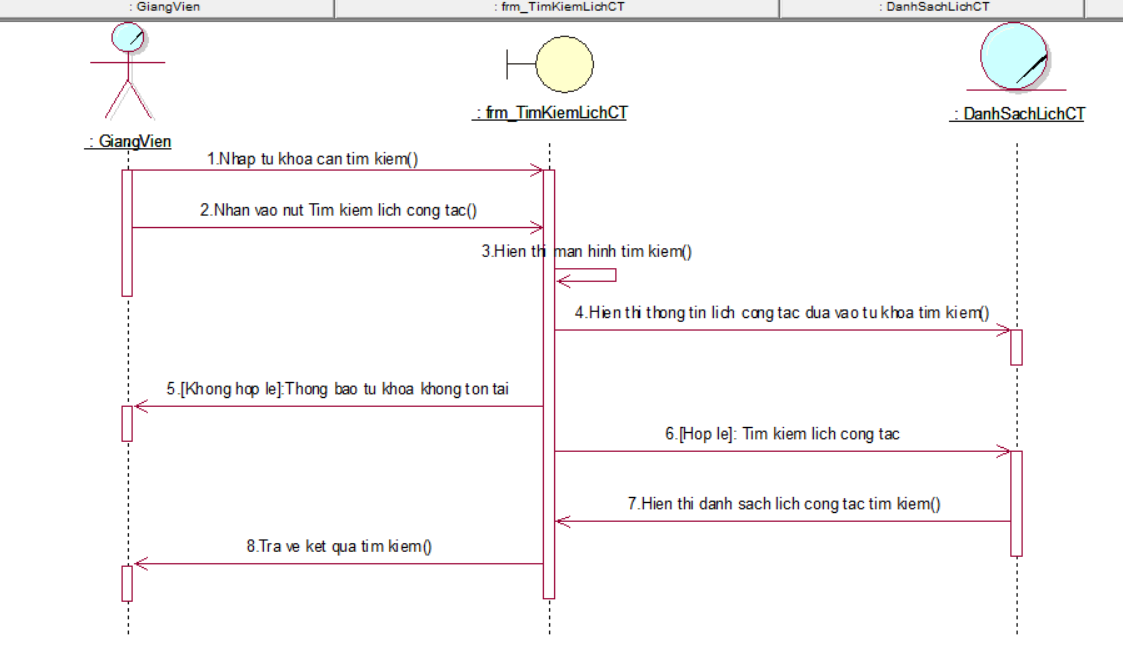 : GiangVien
: frm_TimKiemLichCT
: DanhSachLichCT
: GiangVien
: frm_TimKiemLichCT
: DanhSachLichCT
1.Nhap tu khoa can tim kiem()
2.Nhan vao nut Tim kiem lich cong tac()
3.Hien thi man hinh tim kiem()
4.Hien thi thong tin lich cong tac dua vao tu khoa tim kiem()
5.[Khong hop le]:Thong bao tu khoa khong ton tai
6.[Hop le]: Tim kiem lich cong tac
7.Hien thi danh sach lich cong tac tim kiem()
8.Tra ve ket qua tim kiem()